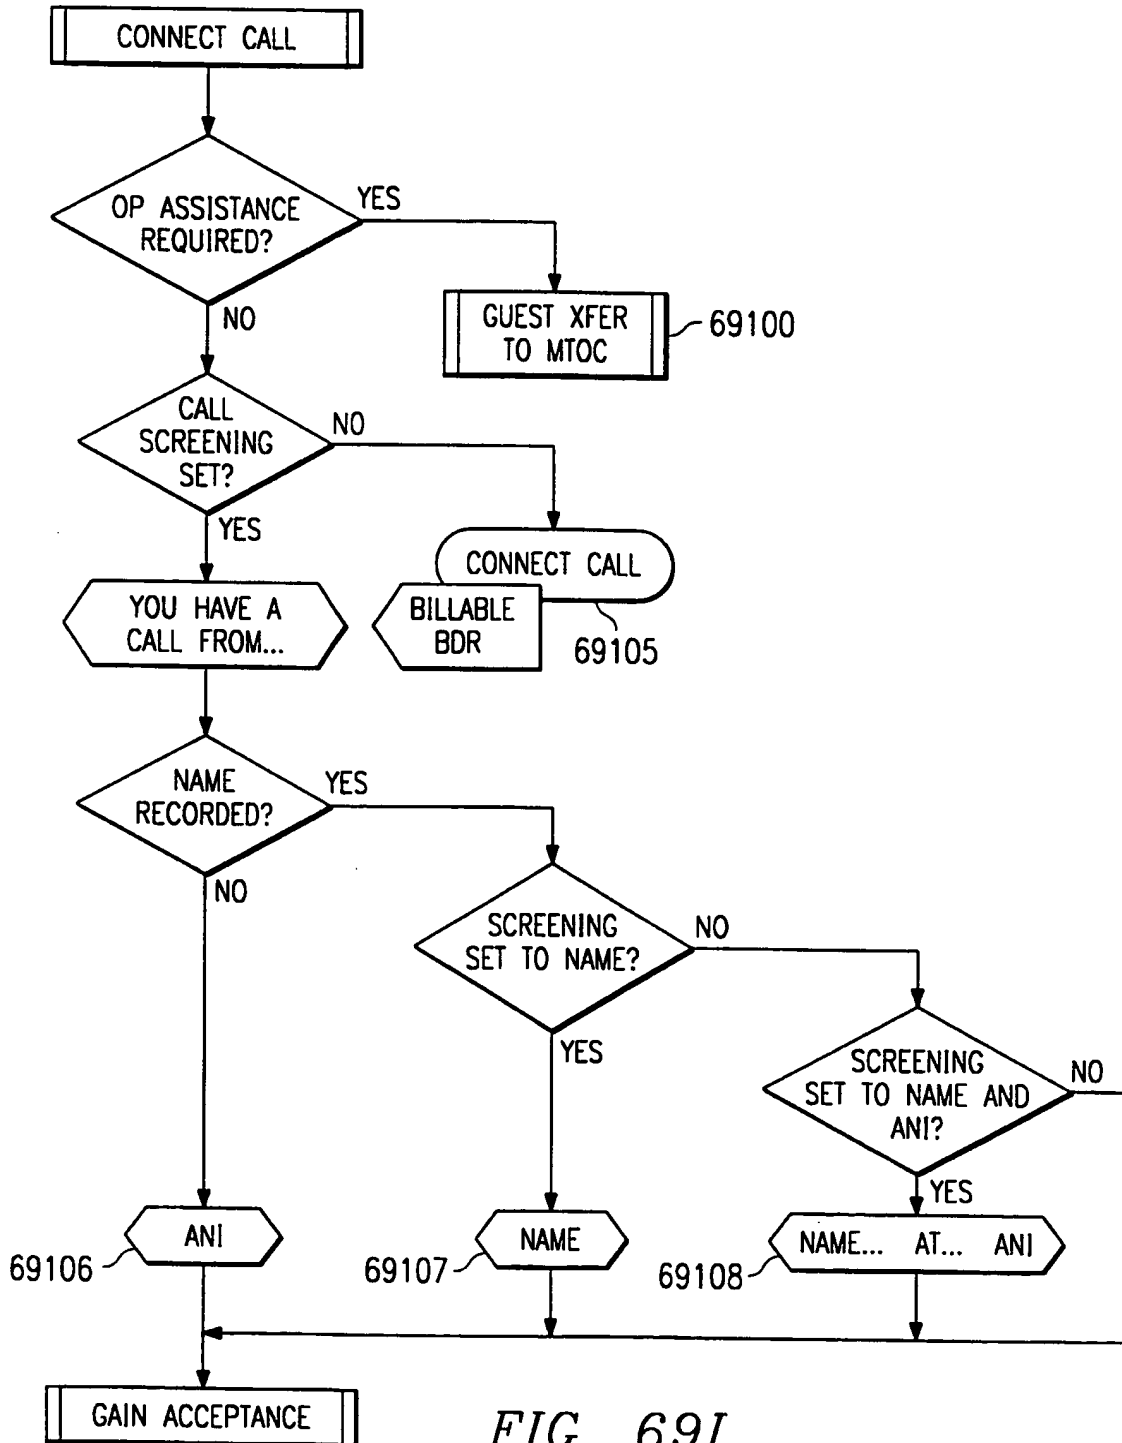 CONNECT CALL
OP ASSISTANCE
REQUIRED?
YES
NO
GUEST XFER
TO MTOC
69100
CALL
SCREENING
SET?
NO
YES
CONNECT CALL
BILLABLE
BDR
69105
YOU HAVE A
CALL FROM...
NAME
RECORDED?
YES
NO
SCREENING
SET TO NAME?
NO
YES
SCREENING
SET TO NAME AND
ANI?
NO
YES
ANI
69106
NAME
69107
NAME... AT... ANI
69108
GAIN ACCEPTANCE
FIG. 69I